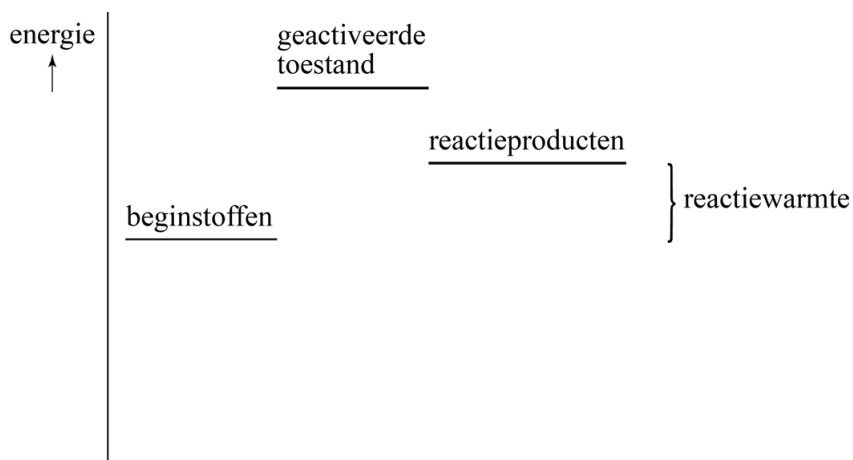 energie
geactiveerde
toestand
reactieproducten
reactiewarmte
beginstoffen